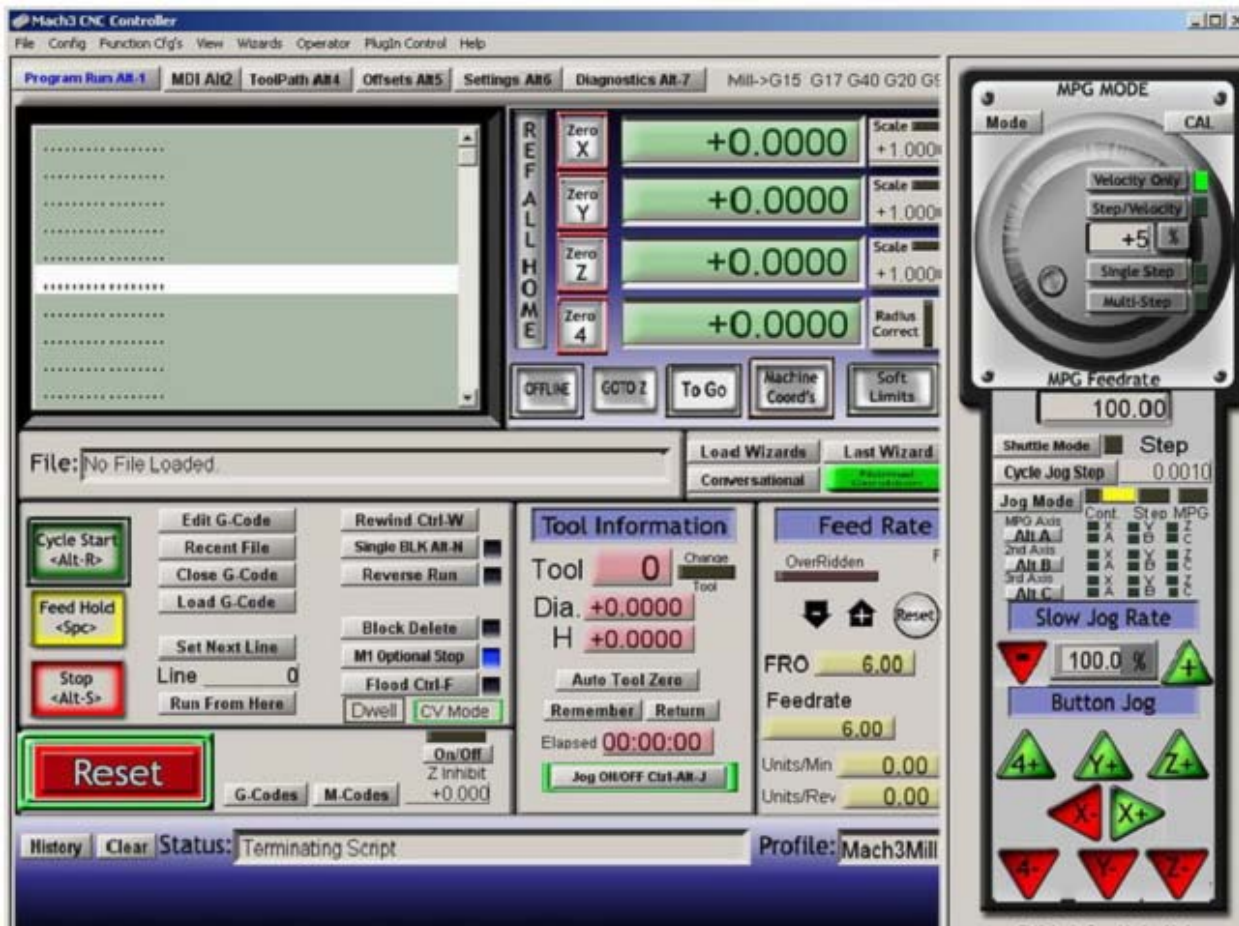 Mach3 CNC Controller
File Config Function Cfg's View Wizards Operator PlugIn Control Help
Program Run Alt-1 MDI Alt2 ToolPath Alt4 Offsets Alt5 Settings Alt6 Diagnostics Alt-7 Mill->G15 G17 G40 G20
REF ALL HOME
Zero X +0.0000 Scale
Zero Y +0.0000 Scale
Zero Z +0.0000 Scale
Zero 4 +0.0000 Radius Correct
OFFLINE GOTO Z To Go Machine Coord's Soft Limits
File: No File Loaded.
Load Wizards Last Wizard
Conversational
Cycle Start <Alt-R>
Feed Hold <Spc>
Stop <Alt-S>
Edit G-Code
Recent File
Close G-Code
Load G-Code
Set Next Line
Line 0
Run From Here
Rewind Ctrl-W
Single BLK Alt-N
Reverse Run
Block Delete
M1 Optional Stop
Flood Ctrl-F
Dwell CV Mode
Reset
G-Codes M-Codes
On/Off
Z Inhibit
+0.000
Tool Information
Tool 0 Change Tool
Dia. +0.0000
H +0.0000
Auto Tool Zero
Remember Return
Elapsed 00:00:00
Jog ON/OFF Ctrl-Alt-J
Feed Rate
OverRidden
Reset
FRO 6.00
Feedrate
6.00
Units/Min 0.00
Units/Rev 0.00
History Clear Status: Terminating Script
Profile: Mach3Mill
MPG MODE
Mode CAL
Velocity Only
Step/Velocity
+5 %
Single Step
Multi-Step
MPG Feedrate
100.00
Shuttle Mode Step
Cycle Jog Step 0.0010
Jog Mode Cont. Step MPG
MPG Axis X Y Z
Alt A A B C
2nd Axis X Y Z
Alt B A B C
3rd Axis X Y Z
Alt C A B C
Slow Jog Rate
- 100.0 % +
Button Jog
4+ Y+ Z+
X- X+
4- Y- Z-